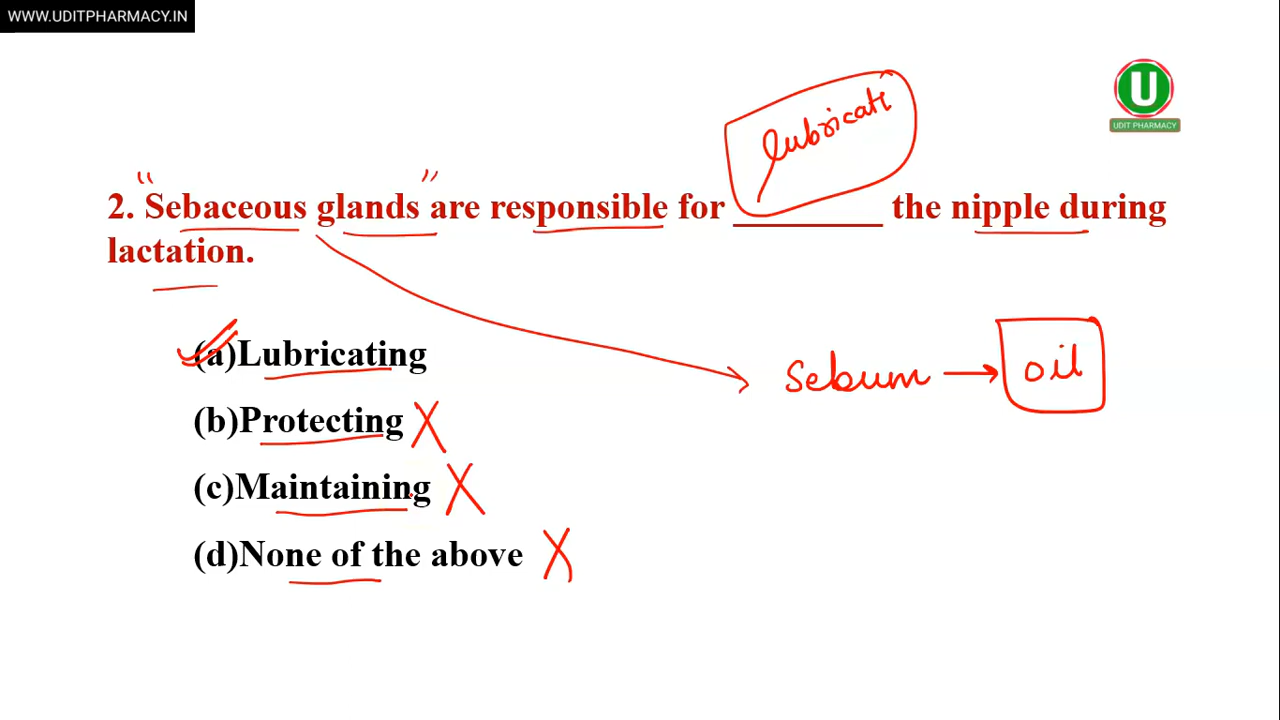 WWW.UDITPHARMACY.IN
U
UDIT PHARMACY
lubricati
2. "Sebaceous glands" are responsible for ________ the nipple during
lactation.
(a)Lubricating
(b)Protecting X
(c)Maintaining X
(d)None of the above X
Sebum → oil